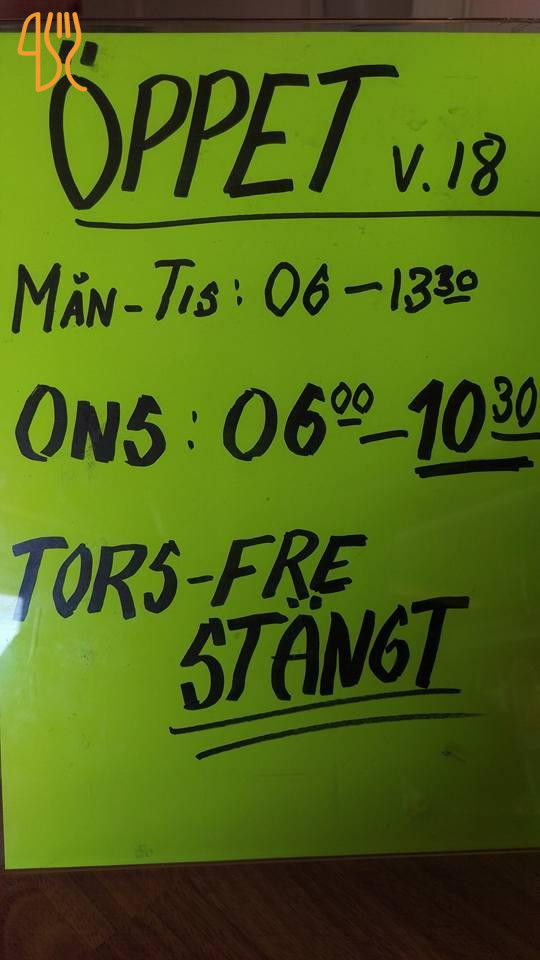 ÖPPET v.18
MÅN-TIS: 06-13³⁰
ONS: 06⁰⁰-10³⁰
TORS-FRE
STÄNGT